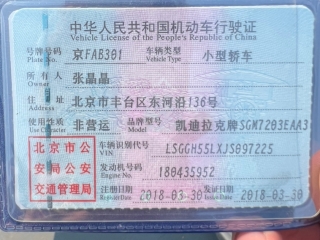 中华人民共和国机动车行驶证
Vehicle License of the People's Republic of China
号牌号码 京FAB301 车辆类型 小型轿车
Plate No. Vehicle Type
所有人 张晶晶
Owner
住址 北京市丰台区东河沿136号
Address
使用性质 非营运 品牌型号 凯迪拉克牌SGM7203EAA3
Use Character Model
北京市公安局公安交通管理局
车辆识别代号 LSGGH55LXJS097225
VIN
发动机号码 180435952
Engine No.
注册日期 2018-03-30 发证日期 2018-03-30
Register Date Issue Date